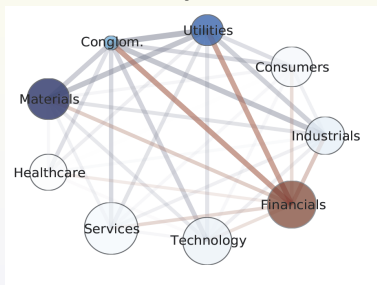 Utilities
Conglom.
Consumers
Materials
Industrials
Healthcare
Financials
Services
Technology